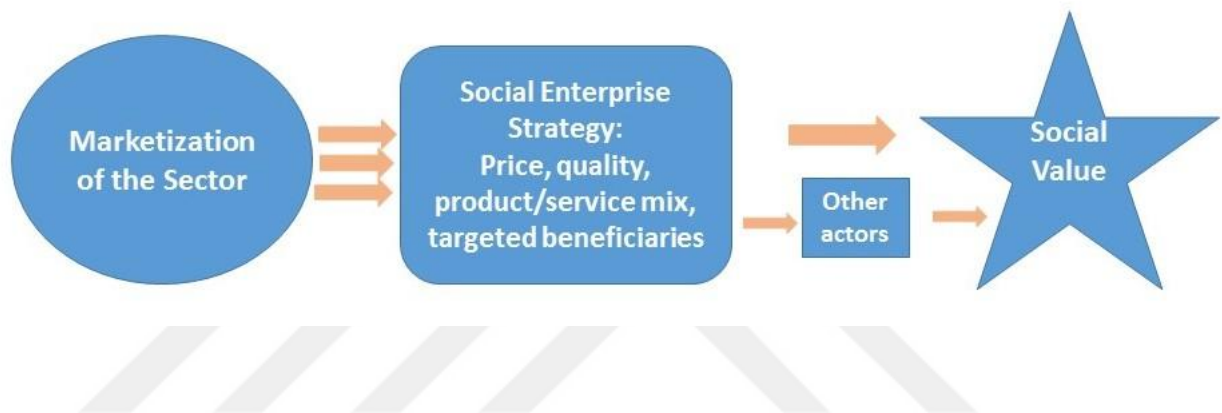 Marketization
of the Sector
Social Enterprise
Strategy:
Price, quality,
product/service mix,
targeted beneficiaries
Other
actors
Social
Value